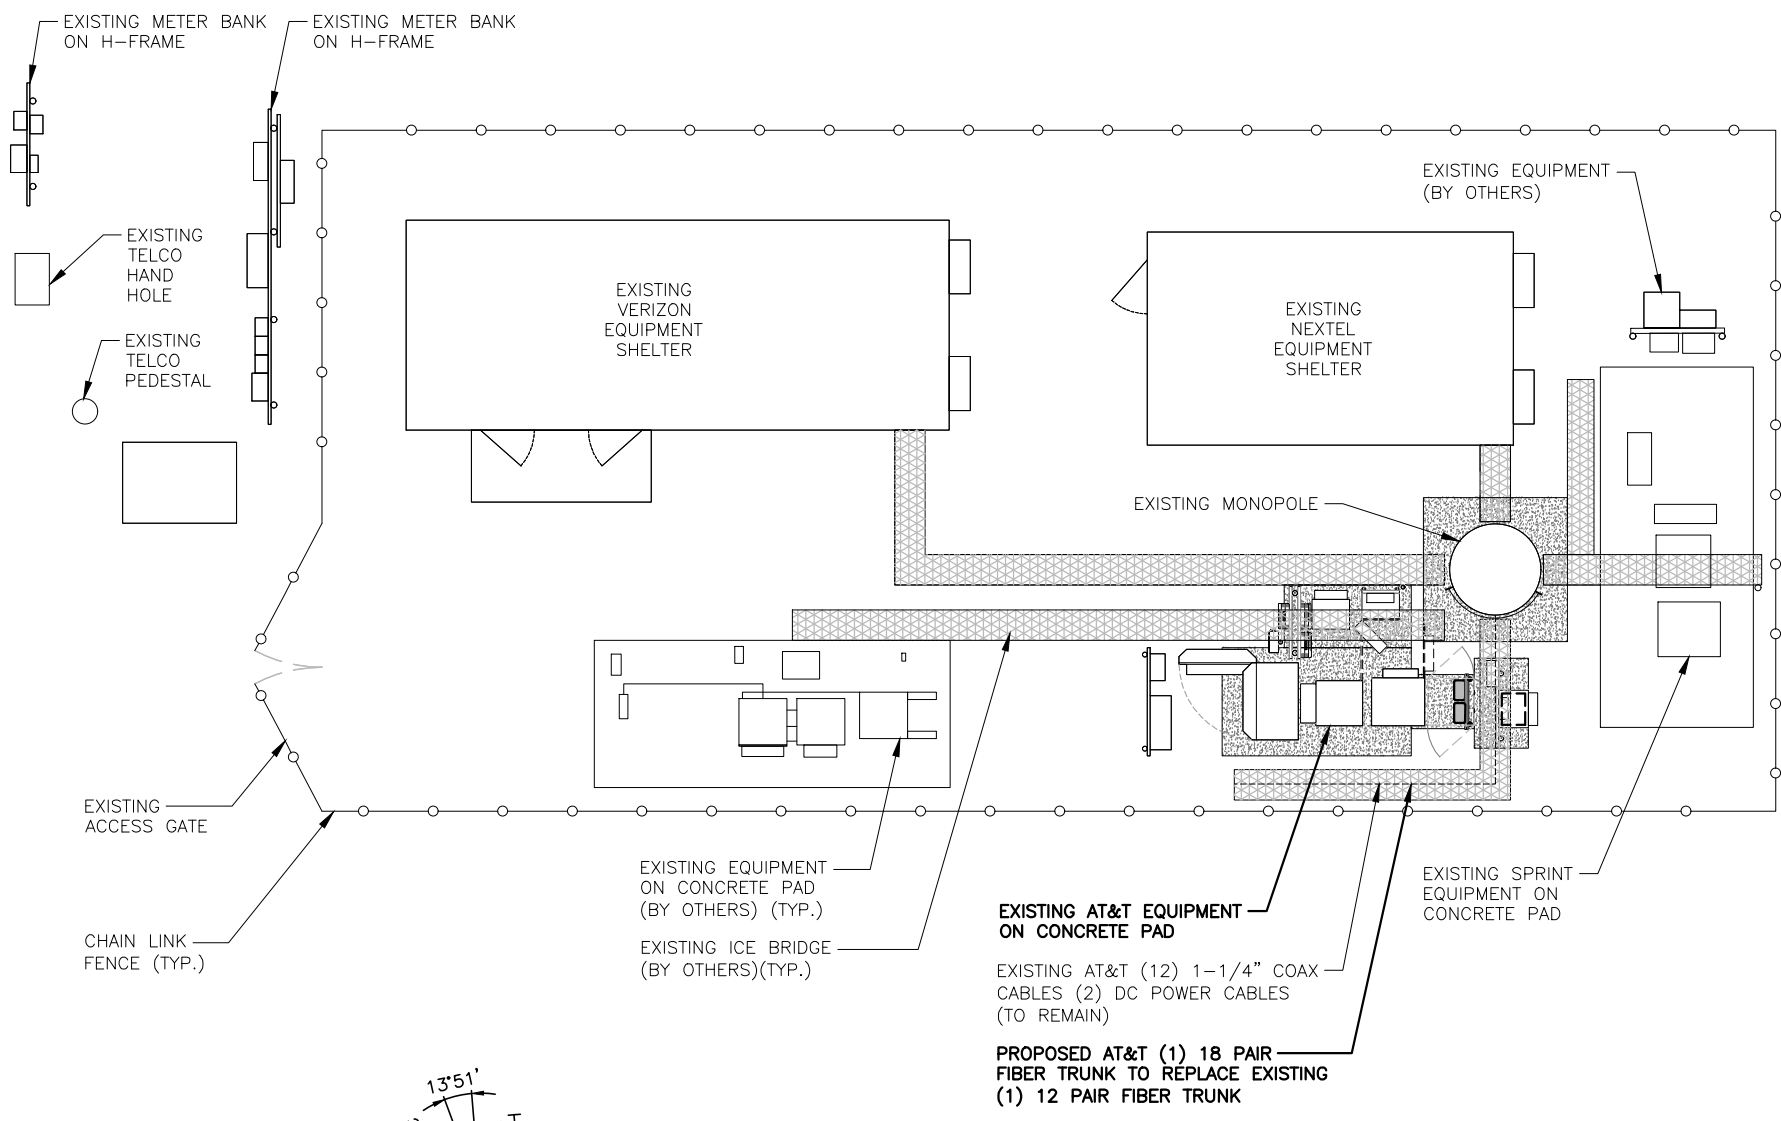 EXISTING METER BANK
ON H-FRAME
EXISTING METER BANK
ON H-FRAME
EXISTING EQUIPMENT
(BY OTHERS)
EXISTING
TELCO
HAND
HOLE
EXISTING
VERIZON
EQUIPMENT
SHELTER
EXISTING
NEXTEL
EQUIPMENT
SHELTER
EXISTING
TELCO
PEDESTAL
EXISTING MONOPOLE
EXISTING
ACCESS GATE
EXISTING EQUIPMENT
ON CONCRETE PAD
(BY OTHERS) (TYP.)
EXISTING SPRINT
EQUIPMENT ON
CONCRETE PAD
EXISTING AT&T EQUIPMENT
ON CONCRETE PAD
CHAIN LINK
FENCE (TYP.)
EXISTING ICE BRIDGE
(BY OTHERS)(TYP.)
EXISTING AT&T (12) 1-1/4" COAX
CABLES (2) DC POWER CABLES
(TO REMAIN)
PROPOSED AT&T (1) 18 PAIR
FIBER TRUNK TO REPLACE EXISTING
(1) 12 PAIR FIBER TRUNK
13°51'